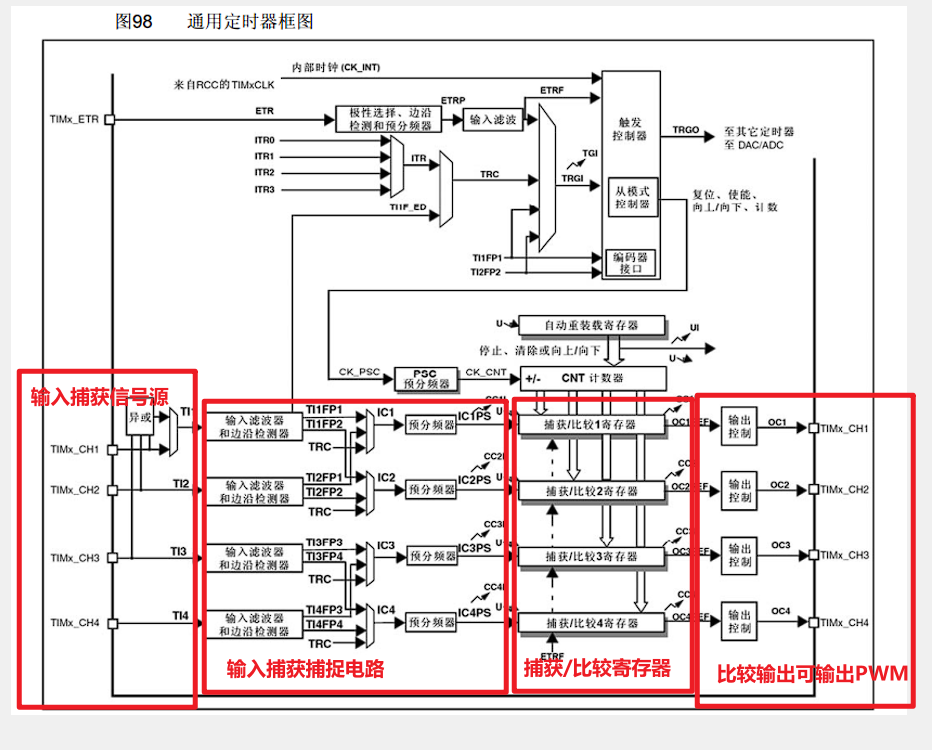 图98 通用定时器框图
内部时钟 (CK_INT)
来自RCC的TIMxCLK
TIMx_ETR
ETR
极性选择、边沿
检测和预分频器
ETRP
输入滤波
ETRF
触发
控制器
TRGO
至其它定时器
至 DAC/ADC
ITR0
ITR1
ITR2
ITR3
ITR
TRC
TI1F_ED
TGI
TRGI
从模式
控制器
复位、使能、
向上/向下、计数
TI1FP1
TI2FP2
编码器
接口
U
自动重装载寄存器
UI
停止、清除或向上/向下
U
CK_PSC
PSC
预分频器
CK_CNT
+/-
CNT 计数器
输入捕获信号源
异或
TI1
TIMx_CH1
输入滤波器
和边沿检测器
TI1FP1
TI1FP2
TRC
IC1
预分频器
IC1PS
U
捕获/比较1寄存器
输出
控制
OC1
TIMx_CH1
TIMx_CH2
TI2
输入滤波器
和边沿检测器
TI2FP1
TI2FP2
TRC
IC2
预分频器
IC2PS
U
捕获/比较2寄存器
输出
控制
OC2
TIMx_CH2
TIMx_CH3
TI3
输入滤波器
和边沿检测器
TI3FP3
TI3FP4
TRC
IC3
预分频器
IC3PS
U
捕获/比较3寄存器
输出
控制
OC3
TIMx_CH3
TIMx_CH4
TI4
输入滤波器
和边沿检测器
TI4FP3
TI4FP4
TRC
IC4
预分频器
IC4PS
捕获/比较4寄存器
输出
控制
OC4
TIMx_CH4
ETRF
输入捕获捕捉电路
捕获/比较寄存器
比较输出可输出PWM